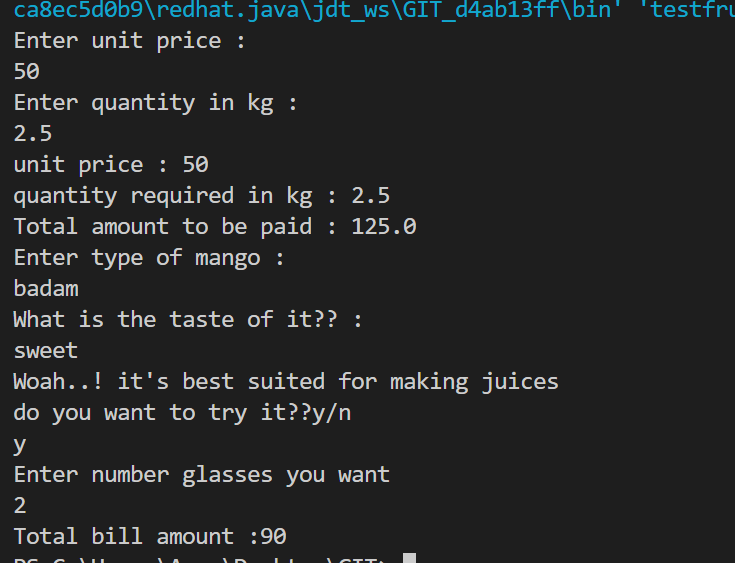 ca8ec5d0b9\redhat.java\jdt_ws\GIT_d4ab13ff\bin' 'testfru
Enter unit price :
50
Enter quantity in kg :
2.5
unit price : 50
quantity required in kg : 2.5
Total amount to be paid : 125.0
Enter type of mango :
badam
What is the taste of it?? :
sweet
Woah..! it's best suited for making juices
do you want to try it??y/n
y
Enter number glasses you want
2
Total bill amount :90